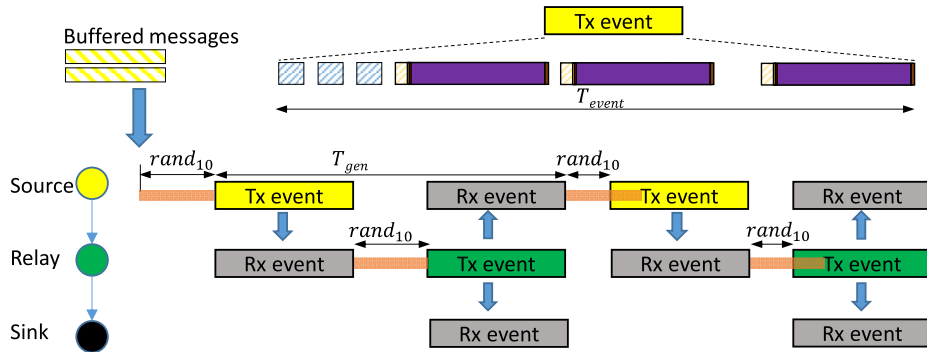 Tx event
Buffered messages
T_event
rand_10 T_gen rand_10
Source Tx event Rx event Tx event Rx event
rand_10 rand_10
Relay Rx event Tx event Rx event Tx event
Sink Rx event Rx event